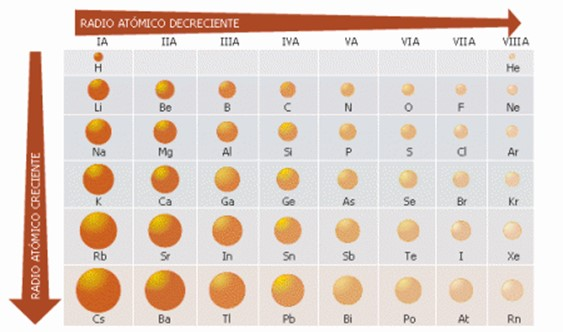 RADIO ATÓMICO DECRECIENTE
IA IIA IIIA IVA VA VIA VIIA VIIIA
H He
Li Be B C N O F Ne
Na Mg Al Si P S Cl Ar
K Ca Ga Ge As Se Br Kr
Rb Sr In Sn Sb Te I Xe
Cs Ba Tl Pb Bi Po At Rn
RADIO ATÓMICO CRECIENTE